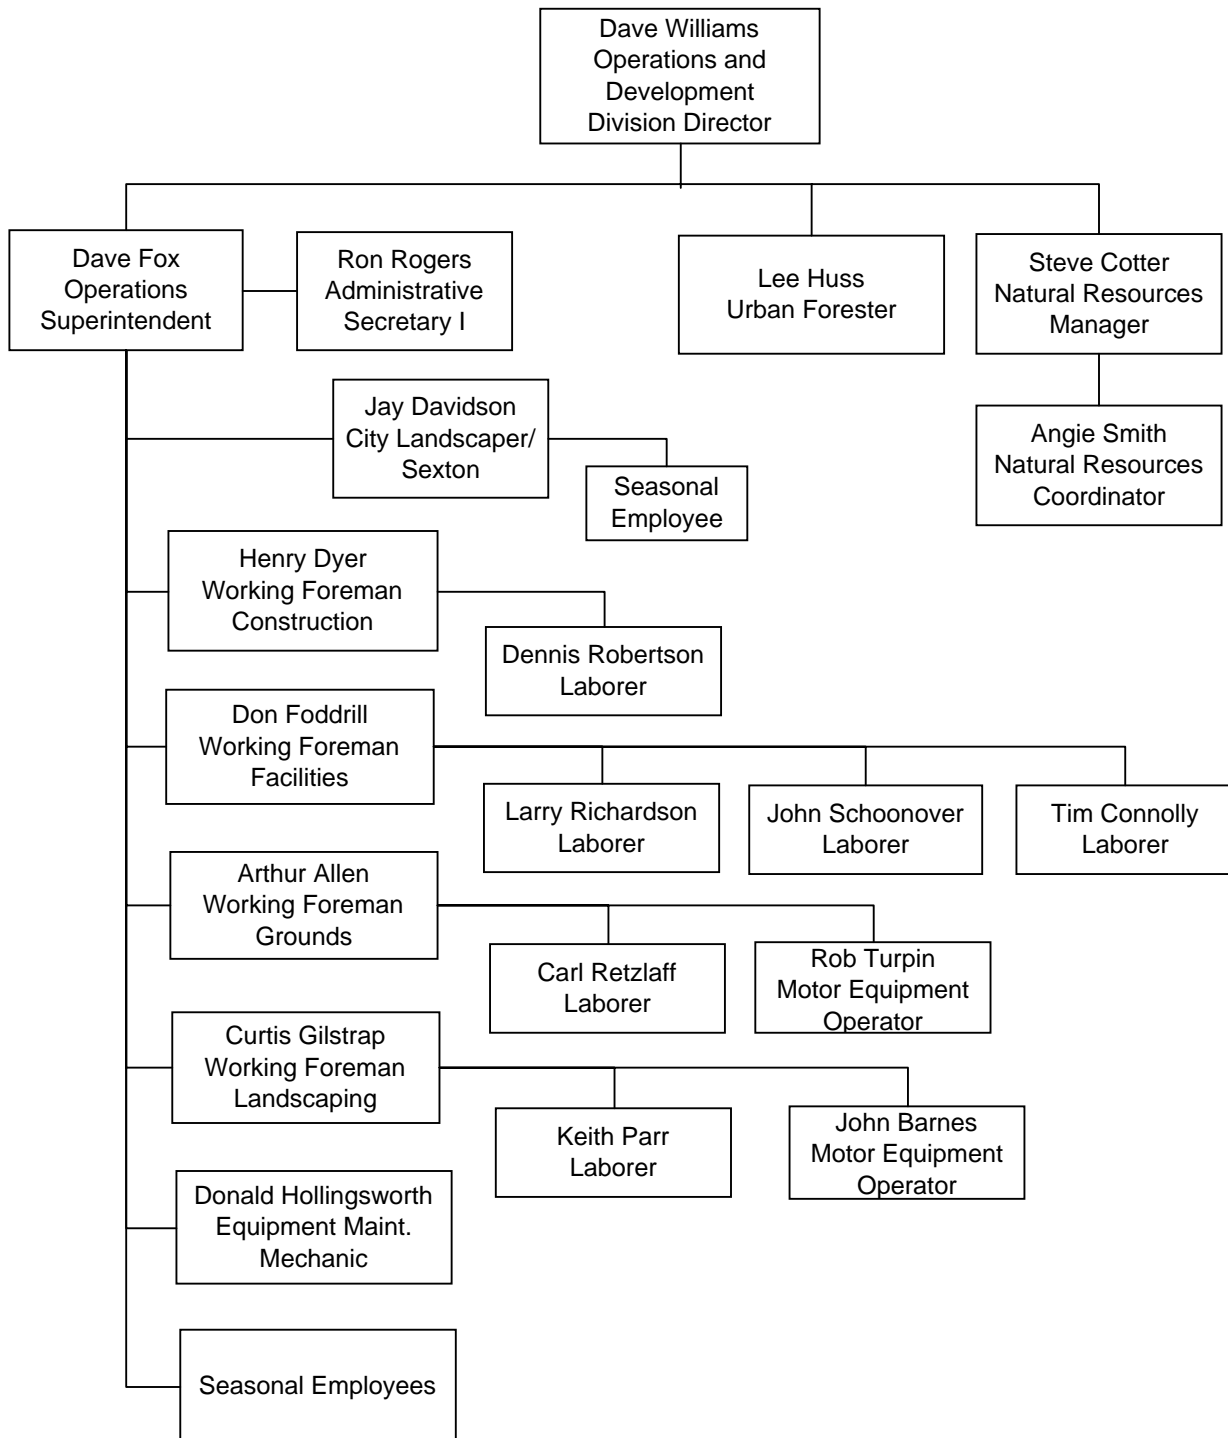 Dave Williams
Operations and
Development
Division Director
Dave Fox
Operations
Superintendent
Ron Rogers
Administrative
Secretary I
Lee Huss
Urban Forester
Steve Cotter
Natural Resources
Manager
Jay Davidson
City Landscaper/
Sexton
Seasonal
Employee
Angie Smith
Natural Resources
Coordinator
Henry Dyer
Working Foreman
Construction
Dennis Robertson
Laborer
Don Foddrill
Working Foreman
Facilities
Larry Richardson
Laborer
John Schoonover
Laborer
Tim Connolly
Laborer
Arthur Allen
Working Foreman
Grounds
Carl Retzlaff
Laborer
Rob Turpin
Motor Equipment
Operator
Curtis Gilstrap
Working Foreman
Landscaping
Keith Parr
Laborer
John Barnes
Motor Equipment
Operator
Donald Hollingsworth
Equipment Maint.
Mechanic
Seasonal Employees